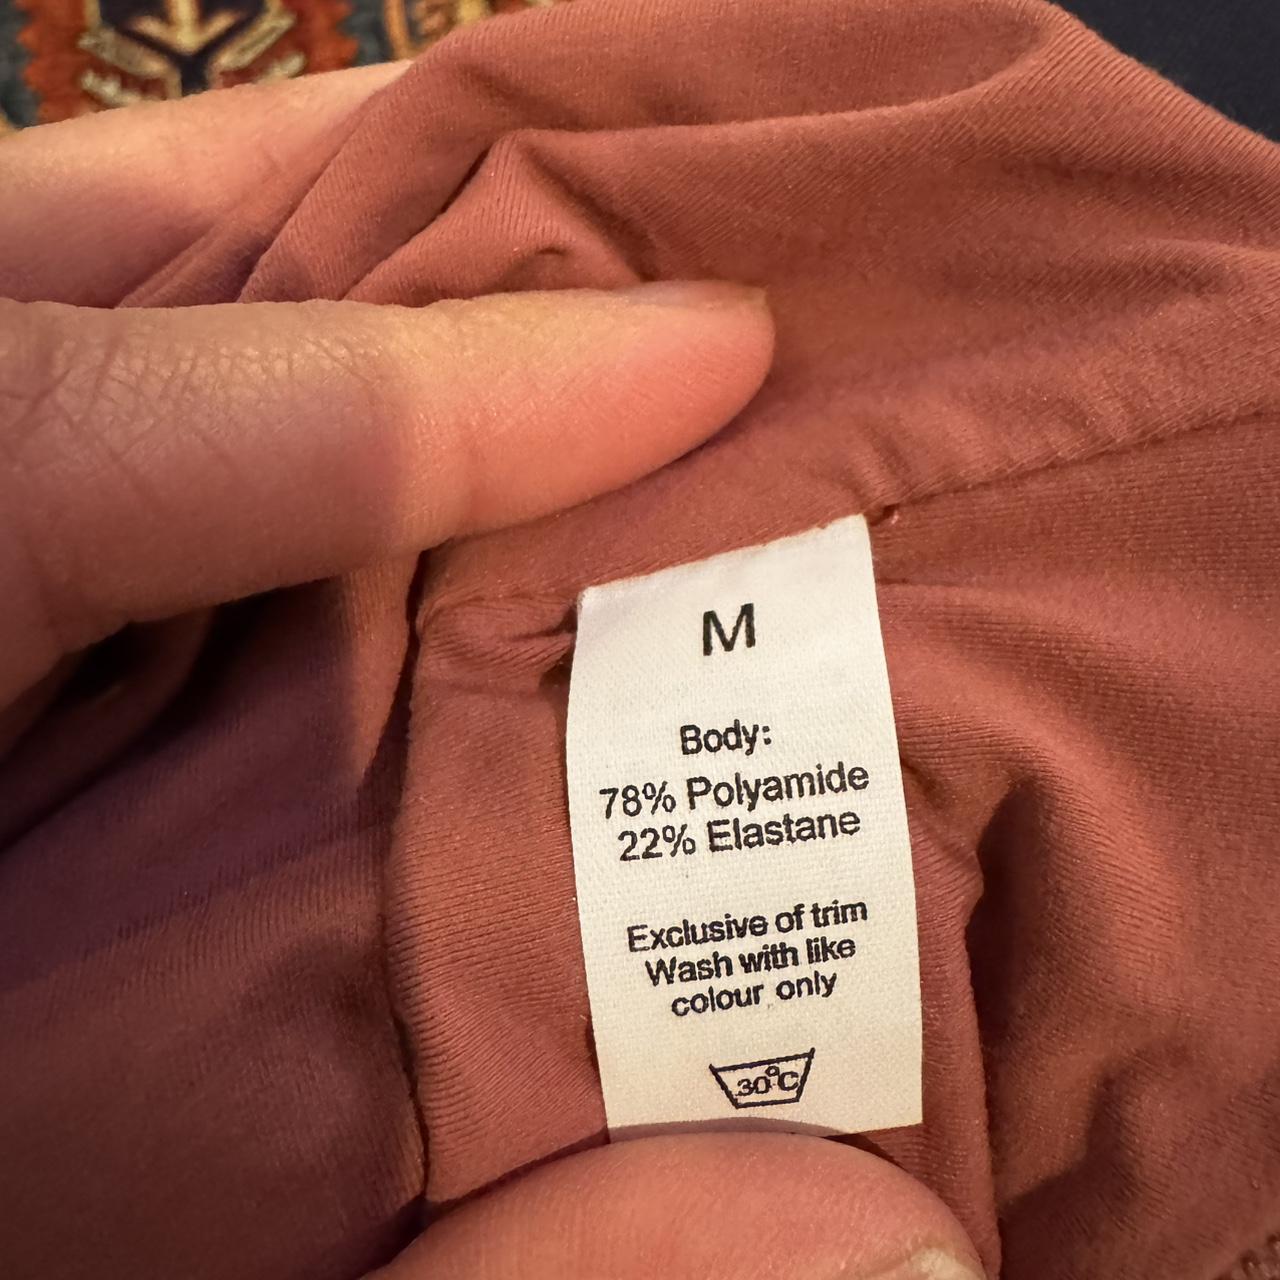 M
Body:
78% Polyamide
22% Elastane
Exclusive of trim
Wash with like
colour only
30°C